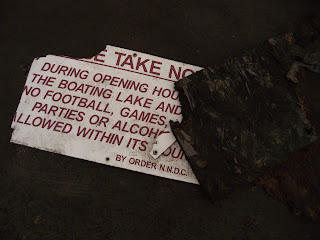 E TAKE NO
DURING OPENING HOU
THE BOATING LAKE AND
NO FOOTBALL, GAMES,
PARTIES OR ALCOHO
ALLOWED WITHIN ITS OU
BY ORDER N.N.D.C.